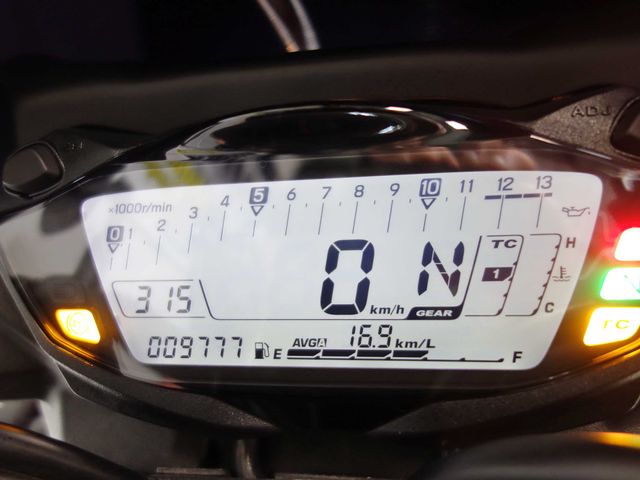 ADJ
×1000r/min
0 1 2 3 4 5 6 7 8 9 10 11 12 13
TC
1
H
C
0 km/h
N
GEAR
315
009777
E
AVG A 16.9 km/L
F
TC